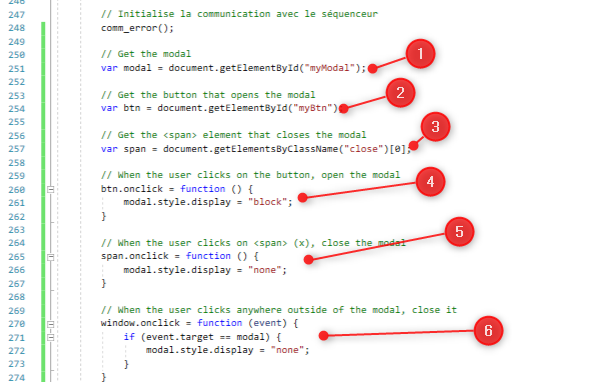 246
247 // Initialise la communication avec le séquenceur
248 comm_error();
249
250 // Get the modal
251 var modal = document.getElementById("myModal"); 1
252
253 // Get the button that opens the modal
254 var btn = document.getElementById("myBtn") 2
255
256 // Get the <span> element that closes the modal
257 var span = document.getElementsByClassName("close")[0]; 3
258
259 // When the user clicks on the button, open the modal
260 btn.onclick = function () {
261 modal.style.display = "block"; 4
262 }
263
264 // When the user clicks on <span> (x), close the modal
265 span.onclick = function () { 5
266 modal.style.display = "none";
267 }
268
269 // When the user clicks anywhere outside of the modal, close it
270 window.onclick = function (event) {
271 if (event.target == modal) { 6
272 modal.style.display = "none";
273 }
274 }